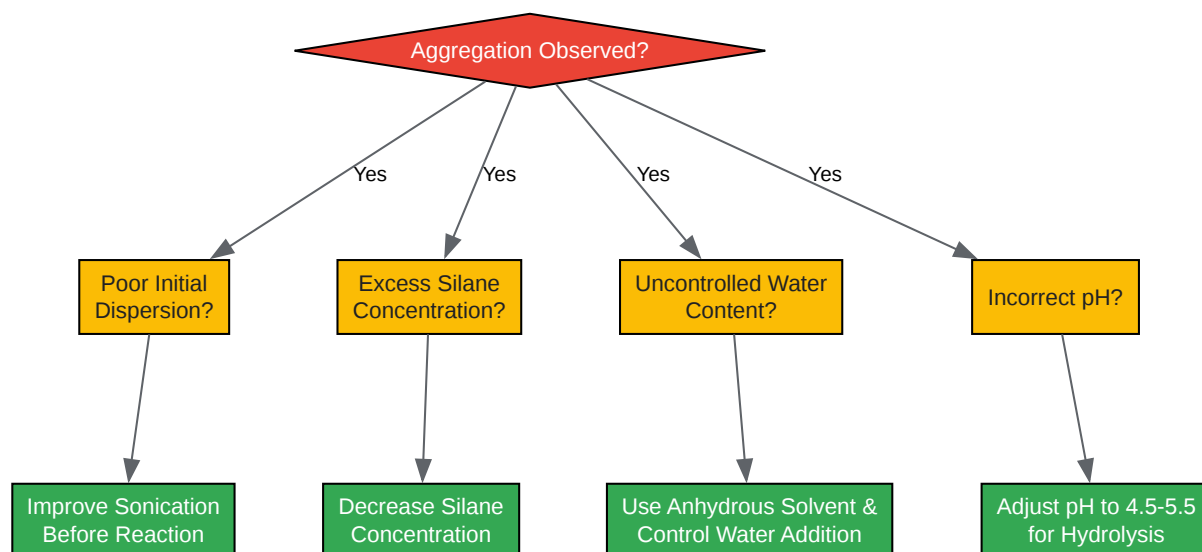 Aggregation Observed?
Yes
Yes
Yes
Yes
Poor Initial
Dispersion?
Excess Silane
Concentration?
Uncontrolled Water
Content?
Incorrect pH?
Improve Sonication
Before Reaction
Decrease Silane
Concentration
Use Anhydrous Solvent &
Control Water Addition
Adjust pH to 4.5-5.5
for Hydrolysis